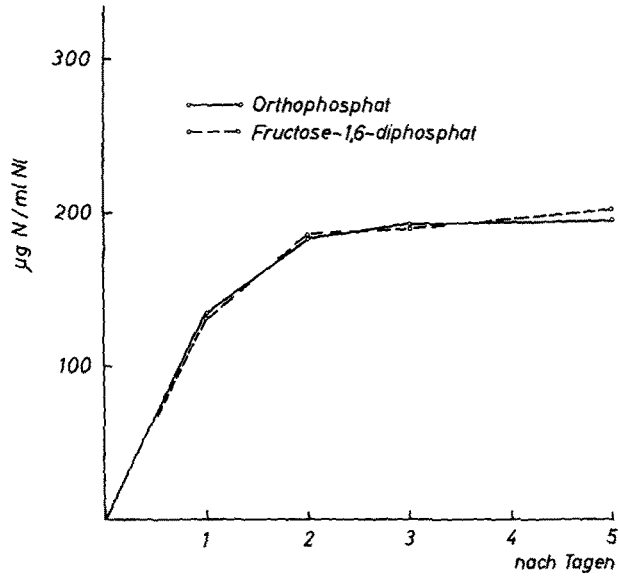 300
Orthophosphat
Fructose-1,6-diphosphat
µg N / ml Nl
200
100
1 2 3 4 5
nach Tagen